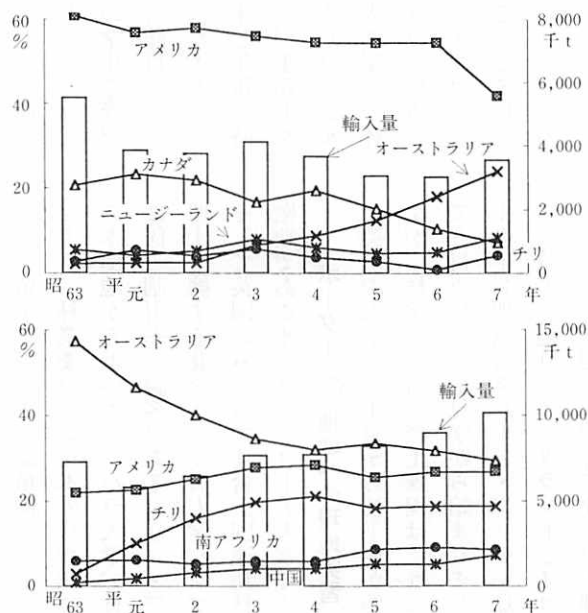 60
%
40
20
0
8,000
千t
6,000
4,000
2,000
0
アメリカ
輸入量
オーストラリア
カナダ
ニュージーランド
チリ
昭63 平元 2 3 4 5 6 7 年
60
%
40
20
0
15,000
千t
10,000
5,000
0
オーストラリア
輸入量
アメリカ
チリ
南アフリカ
中国
昭63 平元 2 3 4 5 6 7 年